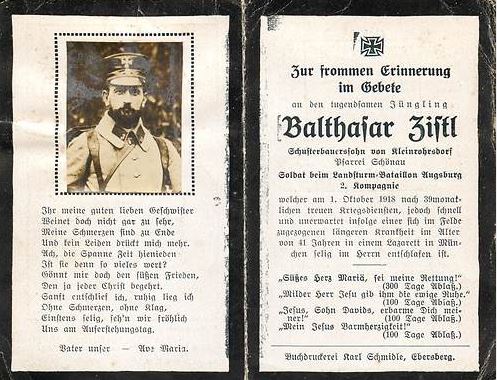 Ihr meine guten lieben Geschwister
Weinet doch nicht gar zu sehr,
Meine Schmerzen sind zu Ende
Und kein Leiden drückt mich mehr.
Ach, die Spanne Zeit hienieden
Ist sie denn so vieles wert?
Gönnt mir doch den süßen Frieden,
Den ja jeder Christ begehrt.
Sanft entschlief ich, ruhig lieg ich
Ohne Schmerzen, ohne Klag,
Einstens selig, seh'n wir fröhlich
Uns am Auferstehungstag.
Vater unser — Ave Maria.
Zur frommen Erinnerung
im Gebete
an den tugendsamen Jüngling
Balthasar Zistl
Schusterbauerssohn von Kleinrohrsdorf
Pfarrei Schönau
Soldat beim Landsturm-Bataillon Augsburg
2. Kompagnie
welcher am 1. Oktober 1918 nach 39monatlichen
treuen Kriegsdiensten, jedoch schnell
und unerwartet infolge einer sich im Felde
zugezogenen längeren Krankheit im Alter
von 41 Jahren in einem Lazarett in München
selig im Herrn entschlafen ist.
„Süßes Herz Mariä, sei meine Rettung!“
(300 Tage Ablaß.)
„Milder Herr Jesu gib ihm die ewige Ruhe.“
(100 Tage Ablaß.)
„Jesus, Sohn Davids, erbarme Dich meiner!“
(100 Tage Ablaß.)
„Mein Jesus Barmherzigkeit!“
(100 Tage Ablaß.)
Buchdruckerei Karl Schmidle, Ebersberg.